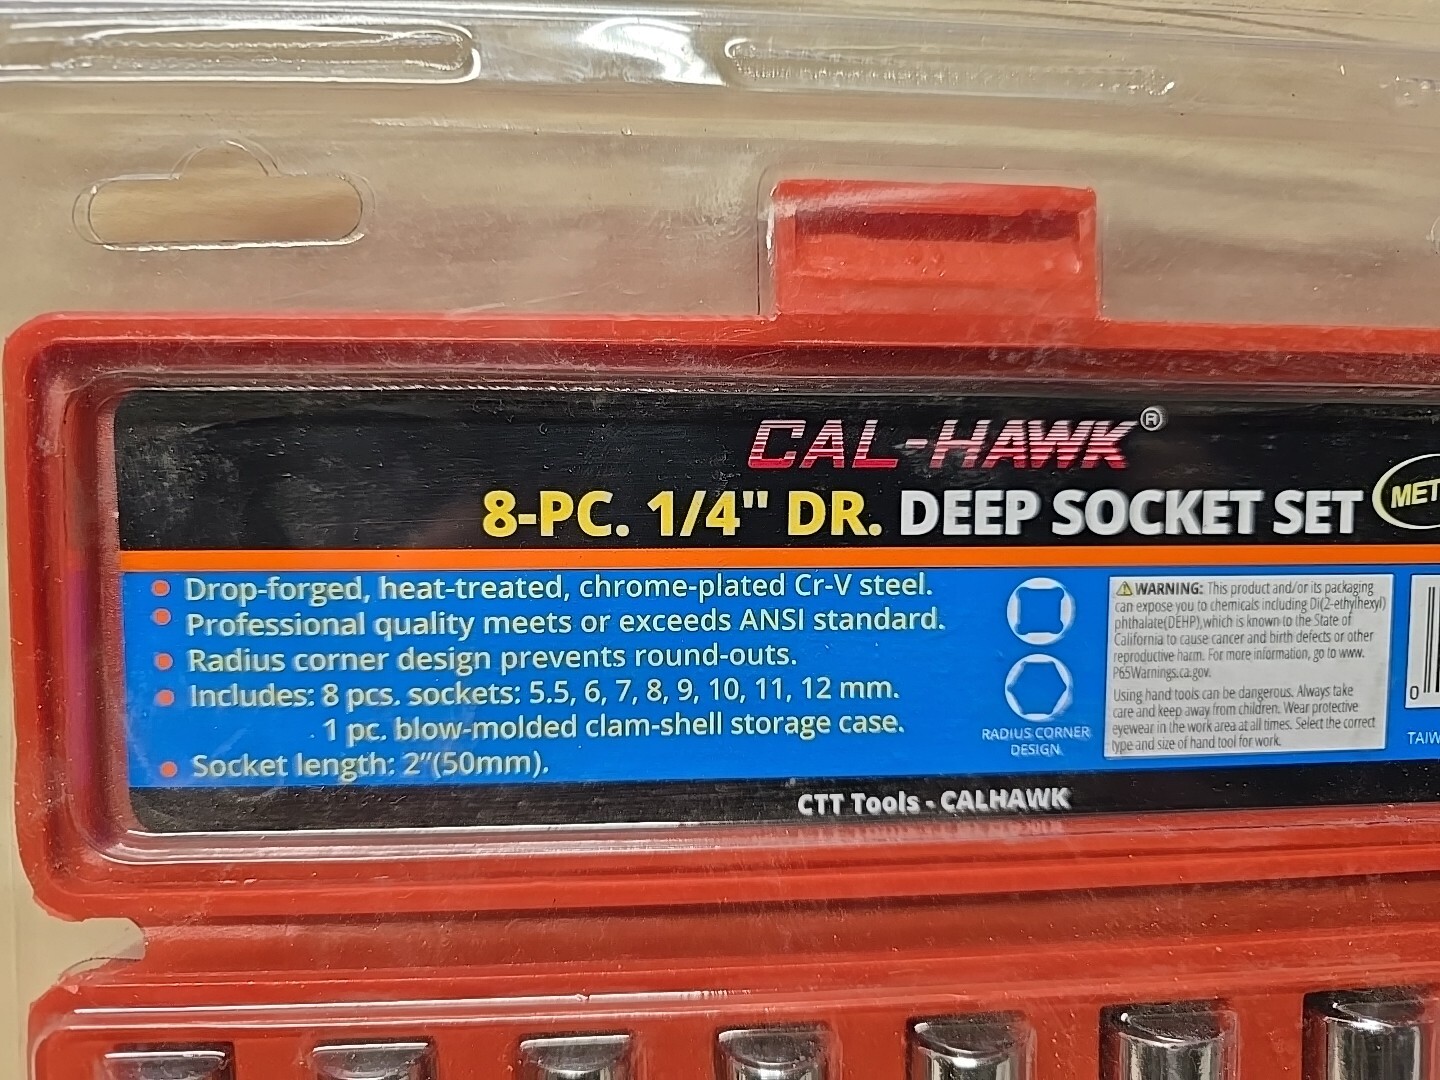 CAL-HAWK®
8-PC. 1/4" DR. DEEP SOCKET SET
Drop-forged, heat-treated, chrome-plated Cr-V steel.
Professional quality meets or exceeds ANSI standard.
Radius corner design prevents round-outs.
Includes: 8 pcs. sockets: 5.5, 6, 7, 8, 9, 10, 11, 12 mm.
1 pc. blow-molded clam-shell storage case.
Socket length: 2"(50mm).
RADIUS CORNER
DESIGN.
⚠WARNING: This product and/or its packaging
can expose you to chemicals including Di(2-ethylhexyl)
phthalate(DEHP),which is known to the State of
California to cause cancer and birth defects or other
reproductive harm. For more information, go to www.
P65Warnings.ca.gov.
Using hand tools can be dangerous. Always take
care and keep away from children. Wear protective
eyewear in the work area at all times. Select the correct
type and size of hand tool for work.
0
CTT Tools - CALHAWK